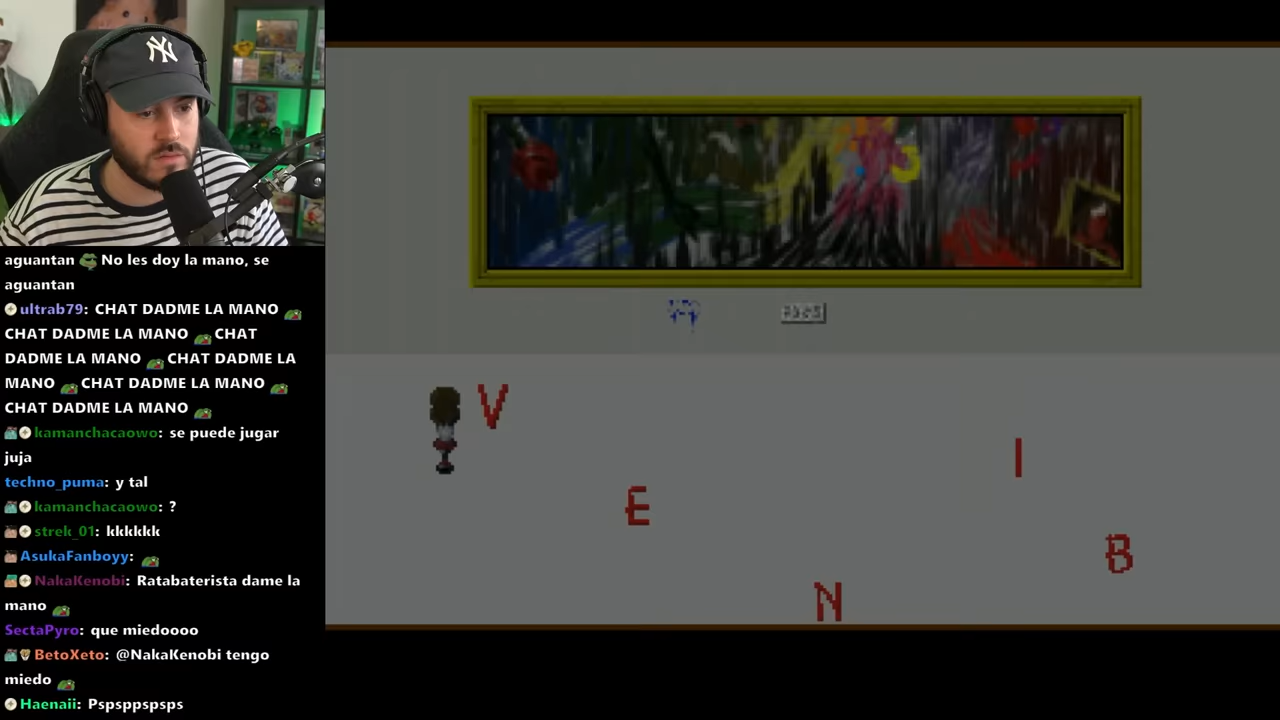 NY
aguantan No les doy la mano, se
aguantan
ultrab79: CHAT DADME LA MANO
CHAT DADME LA MANO CHAT
DADME LA MANO CHAT DADME LA
MANO CHAT DADME LA MANO
CHAT DADME LA MANO
kamanchacaowo: se puede jugar
juja
techno_puma: y tal
kamanchacaowo: ?
strek_01: kkkkkk
AsukaFanboyy:
NakaKenobi: Ratabaterista dame la
mano
SectaPyro: que miedoooo
BetoXeto: @NakaKenobi tengo
miedo
Haenaii: Pspsppspsps
V
I
E
B
N